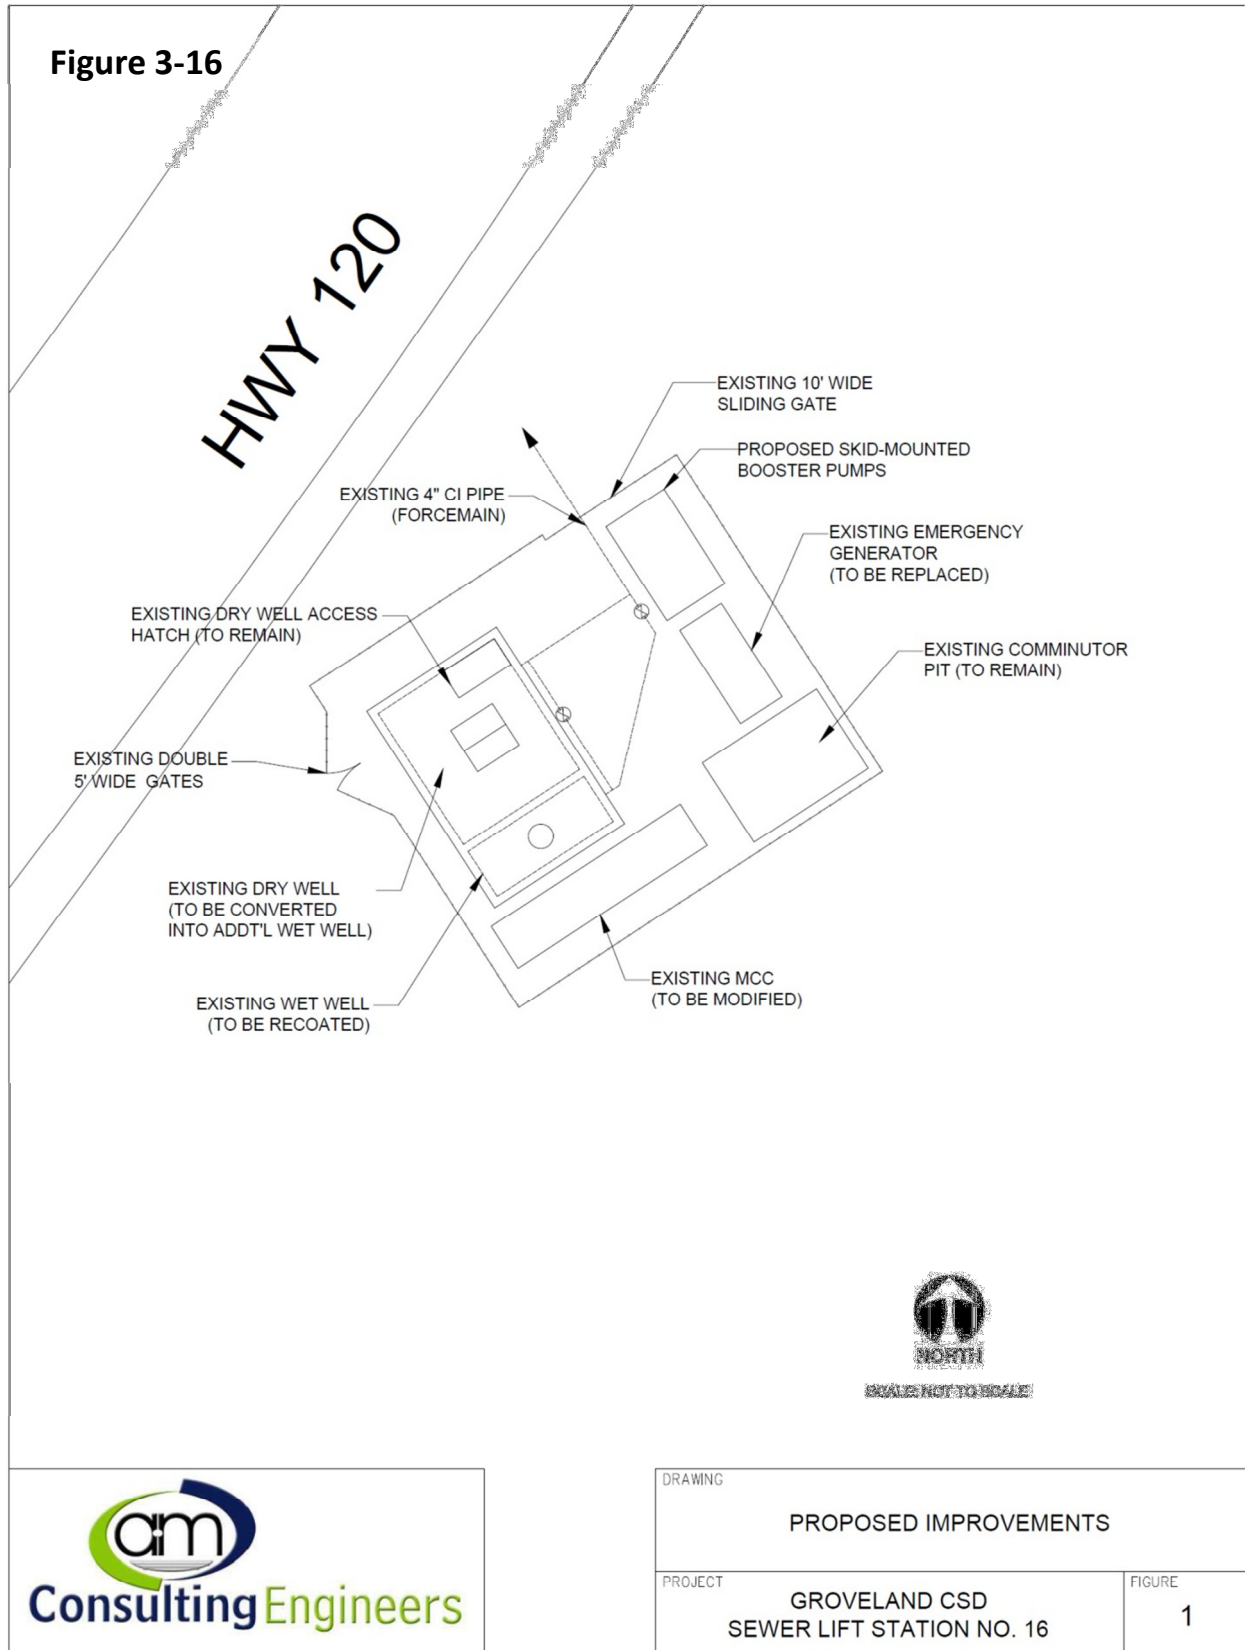 Figure 3-16
HWY 120
EXISTING 10' WIDE
SLIDING GATE
PROPOSED SKID-MOUNTED
BOOSTER PUMPS
EXISTING 4" CI PIPE
(FORCEMAIN)
EXISTING EMERGENCY
GENERATOR
(TO BE REPLACED)
EXISTING DRY WELL ACCESS
HATCH (TO REMAIN)
EXISTING COMMINUTOR
PIT (TO REMAIN)
EXISTING DOUBLE
5' WIDE GATES
EXISTING DRY WELL
(TO BE CONVERTED
INTO ADDT'L WET WELL)
EXISTING MCC
(TO BE MODIFIED)
EXISTING WET WELL
(TO BE RECOATED)
NORTH
SCALE: NOT TO SCALE
am
Consulting Engineers
DRAWING
PROPOSED IMPROVEMENTS
PROJECT
GROVELAND CSD
SEWER LIFT STATION NO. 16
FIGURE
1